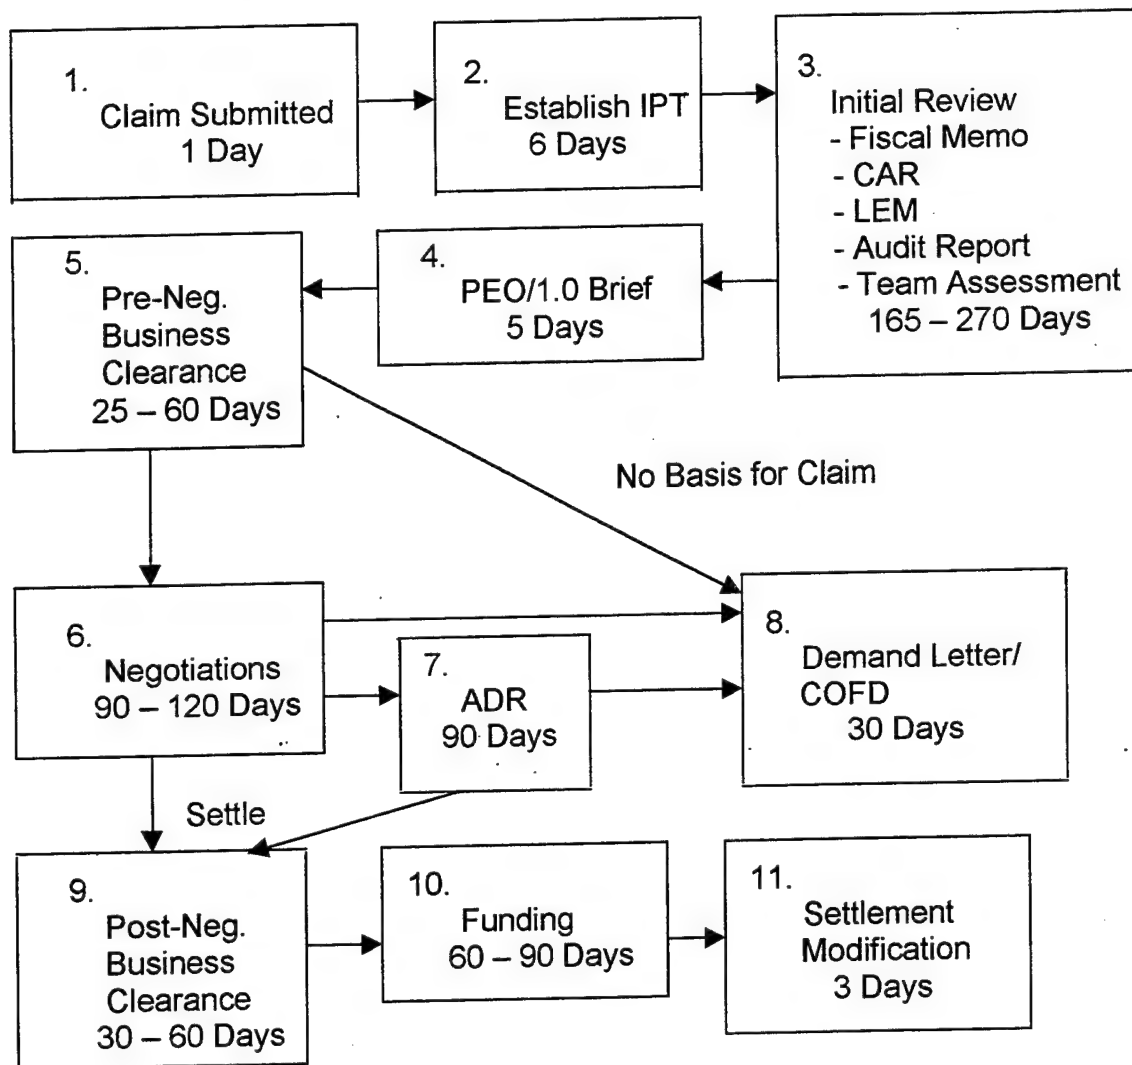 1.
Claim Submitted
1 Day
2.
Establish IPT
6 Days
3.
Initial Review
- Fiscal Memo
- CAR
- LEM
- Audit Report
- Team Assessment
165 – 270 Days
4.
PEO/1.0 Brief
5 Days
5.
Pre-Neg.
Business
Clearance
25 – 60 Days
No Basis for Claim
6.
Negotiations
90 – 120 Days
7.
ADR
90 Days
8.
Demand Letter/
COFD
30 Days
Settle
9.
Post-Neg.
Business
Clearance
30 – 60 Days
10.
Funding
60 – 90 Days
11.
Settlement
Modification
3 Days